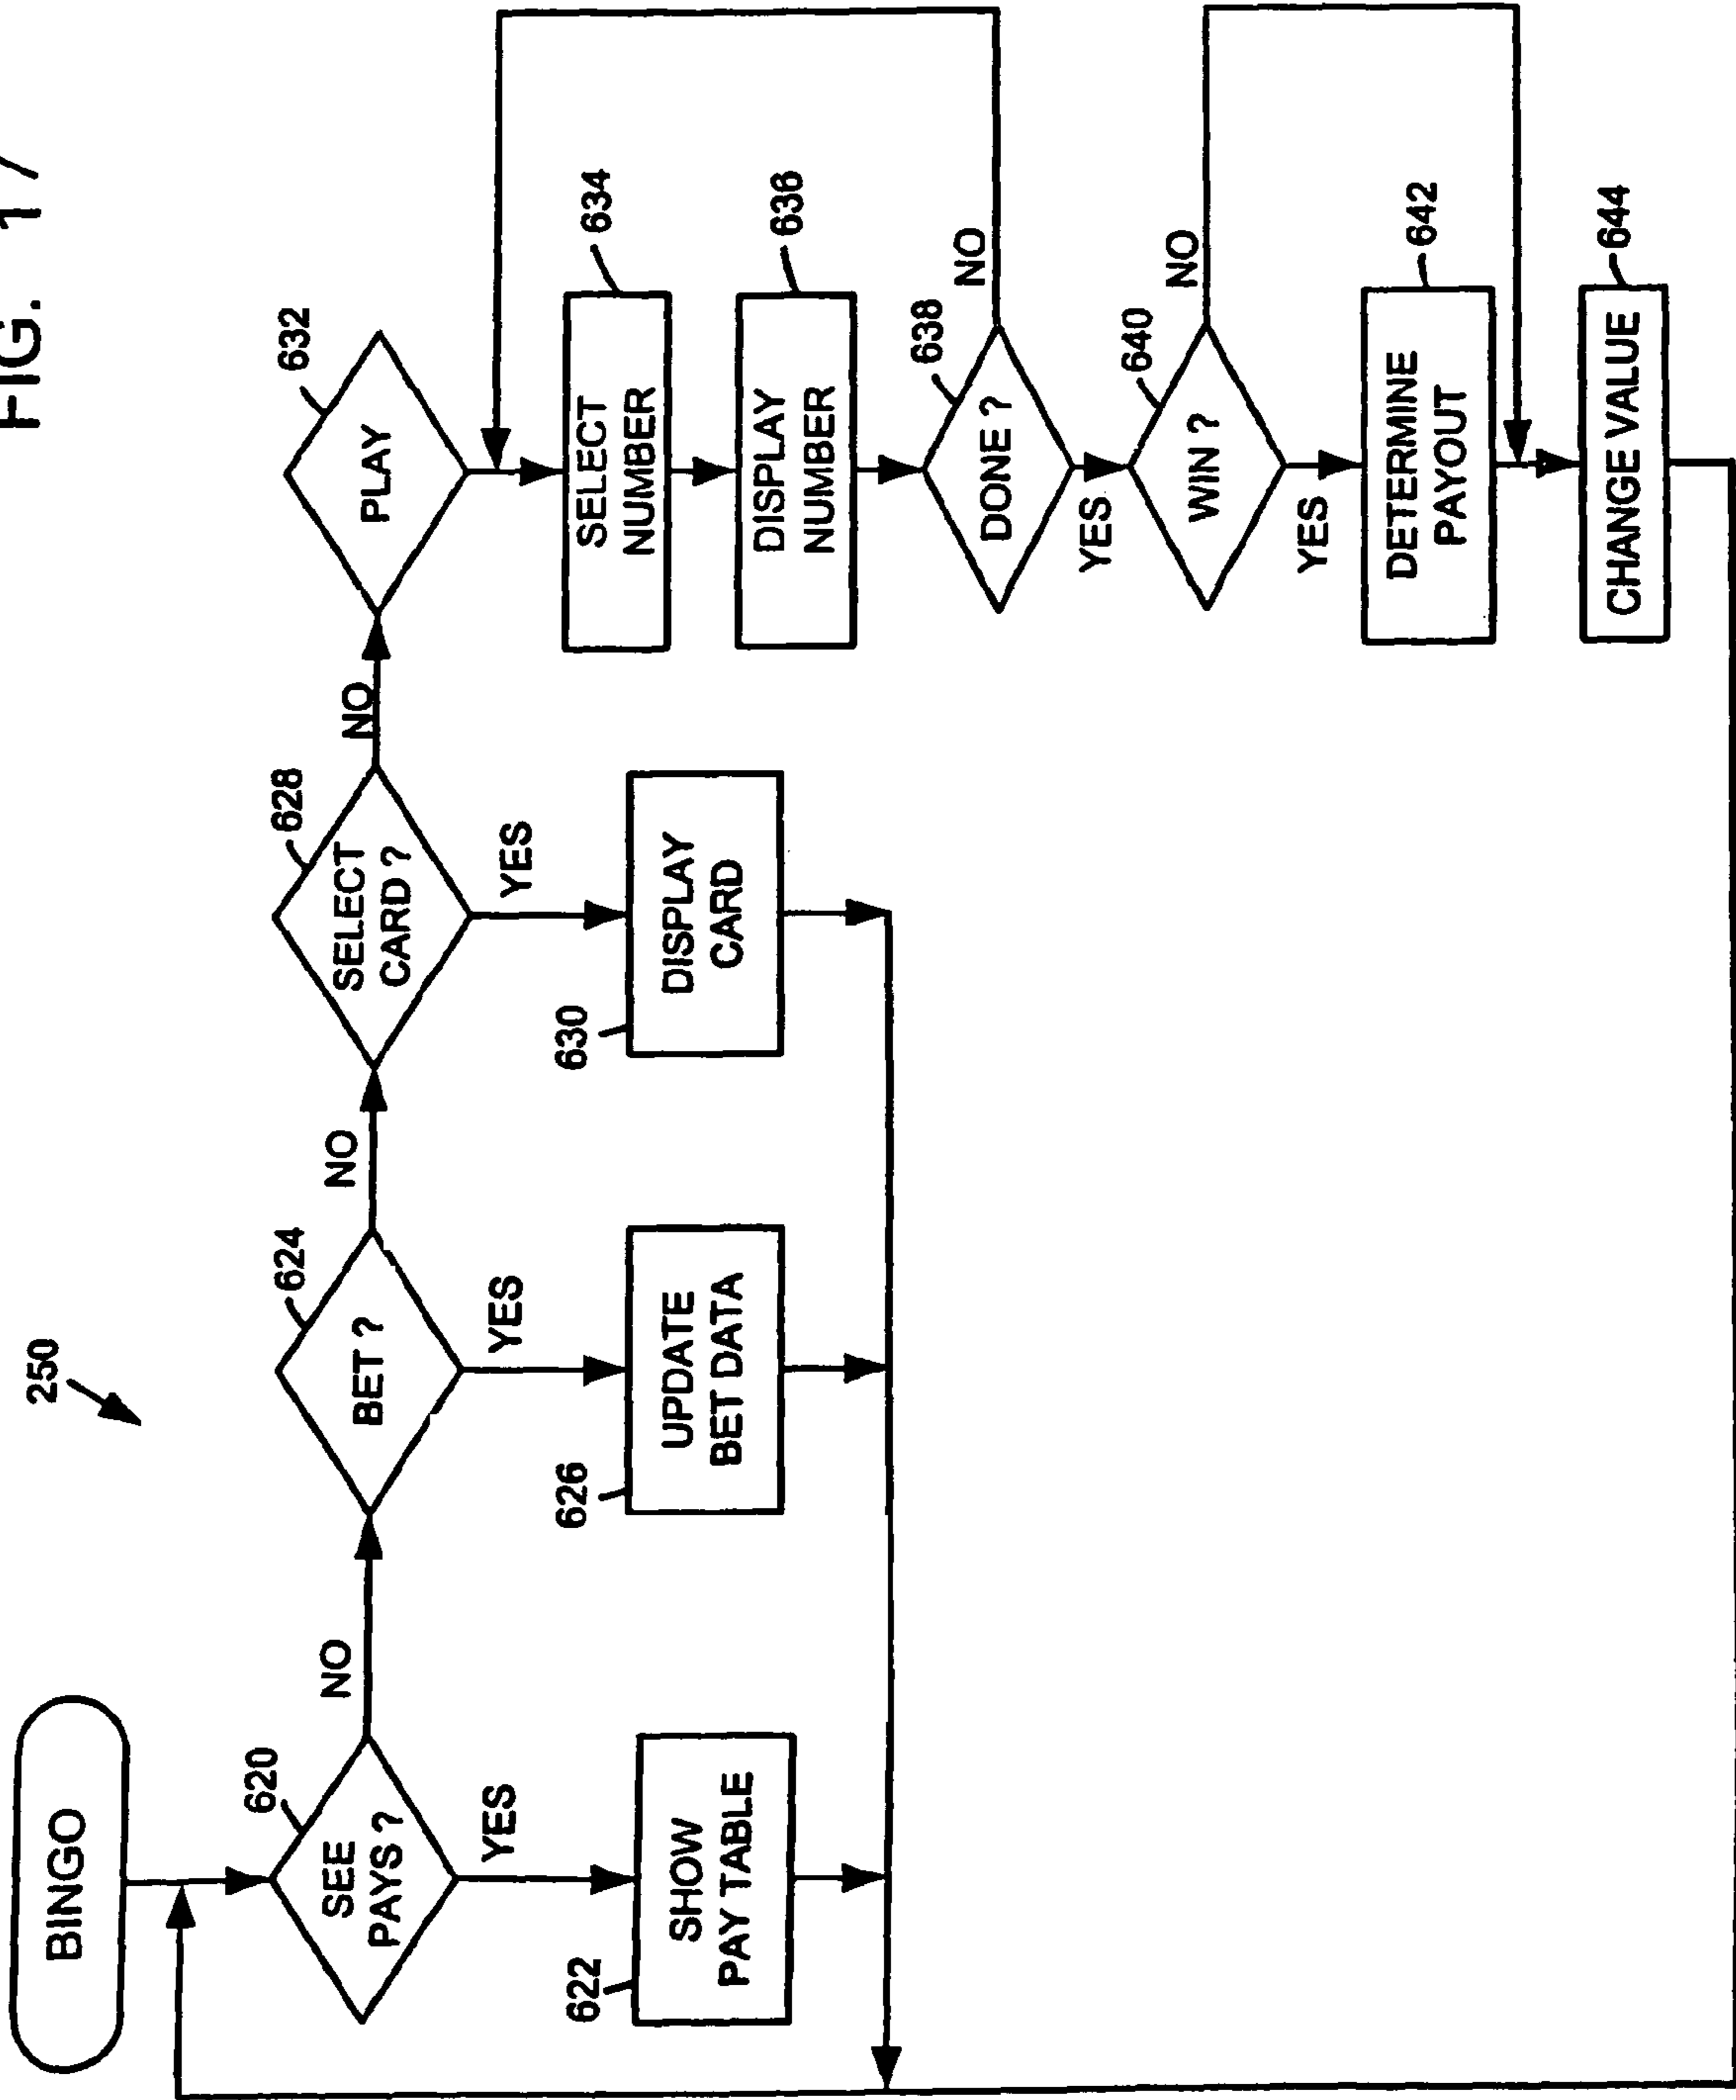 FIG. 17
250
BINGO
620
SEE
PAYS ?
NO
YES
622
SHOW
PAY TABLE
624
BET ?
NO
YES
626
UPDATE
BET DATA
628
SELECT
CARD ?
NO
YES
630
DISPLAY
CARD
632
PLAY
634
SELECT
NUMBER
636
DISPLAY
NUMBER
638
DONE ?
NO
YES
640
WIN ?
NO
YES
642
DETERMINE
PAYOUT
644
CHANGE VALUE